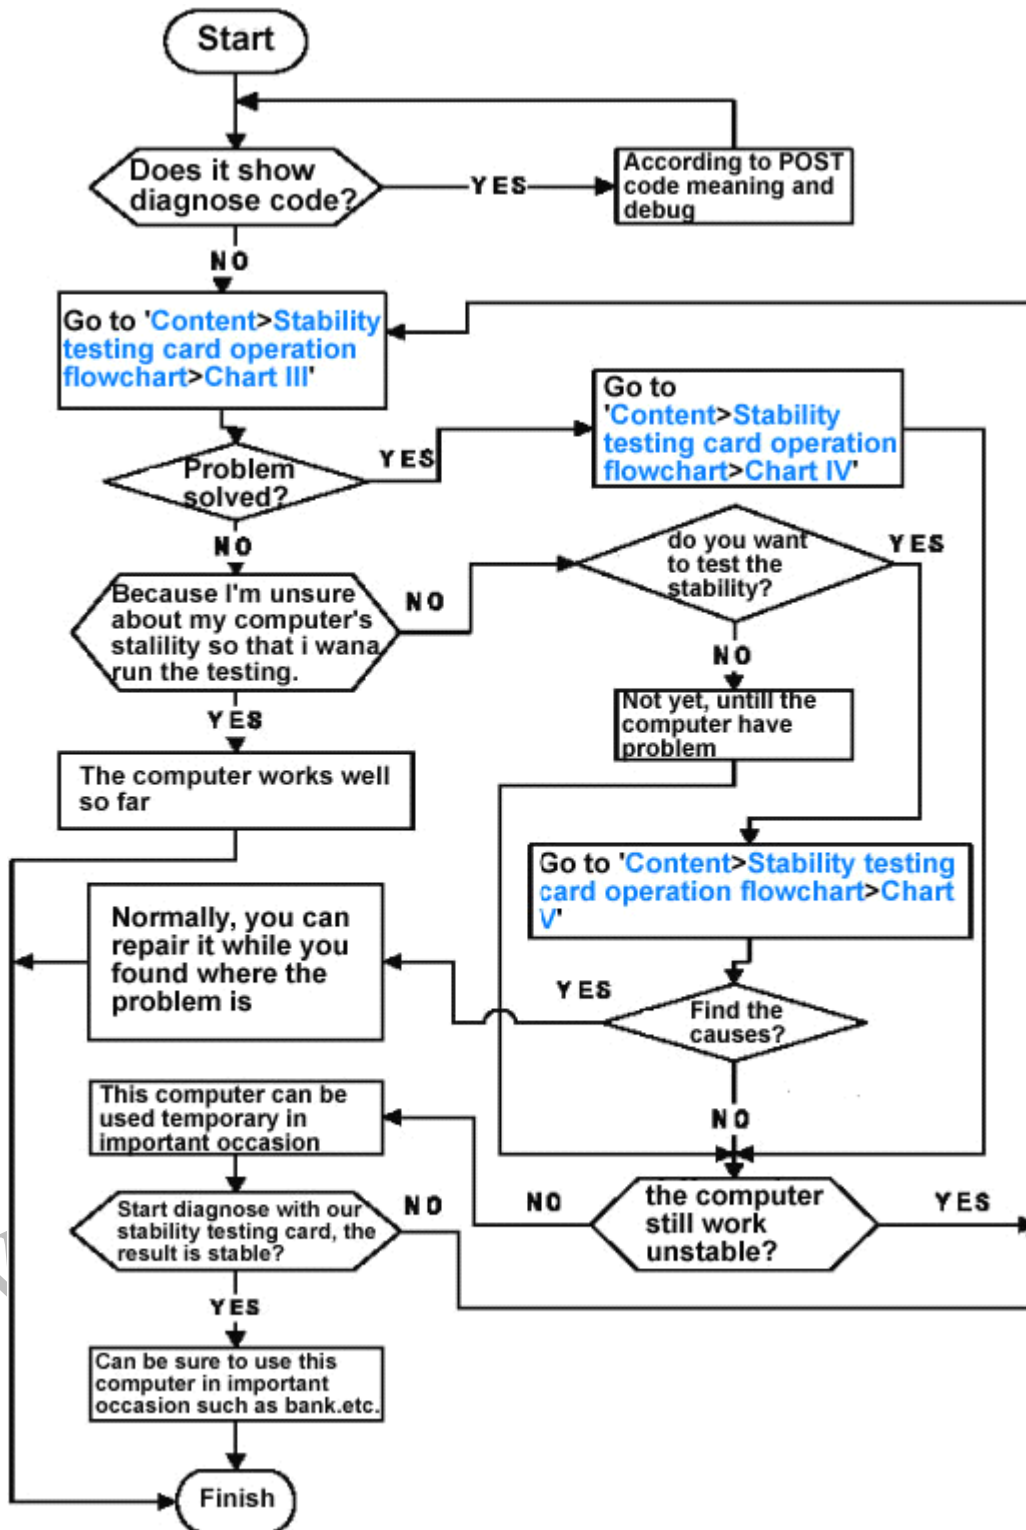 Start
Does it show
diagnose code?
YES
According to POST
code meaning and
debug
NO
Go to 'Content>Stability
testing card operation
flowchart>Chart III'
Problem
solved?
YES
Go to
'Content>Stability
testing card operation
flowchart>Chart IV'
NO
Because I'm unsure
about my computer's
stalility so that i wana
run the testing.
NO
do you want
to test the
stability?
YES
NO
Not yet, untill the
computer have
problem
YES
The computer works well
so far
Go to 'Content>Stability testing
card operation flowchart>Chart
V'
Normally, you can
repair it while you
found where the
problem is
YES
Find the
causes?
NO
This computer can be
used temporary in
important occasion
Start diagnose with our
stability testing card, the
result is stable?
NO
NO
the computer
still work
unstable?
YES
YES
Can be sure to use this
computer in important
occasion such as bank.etc.
Finish